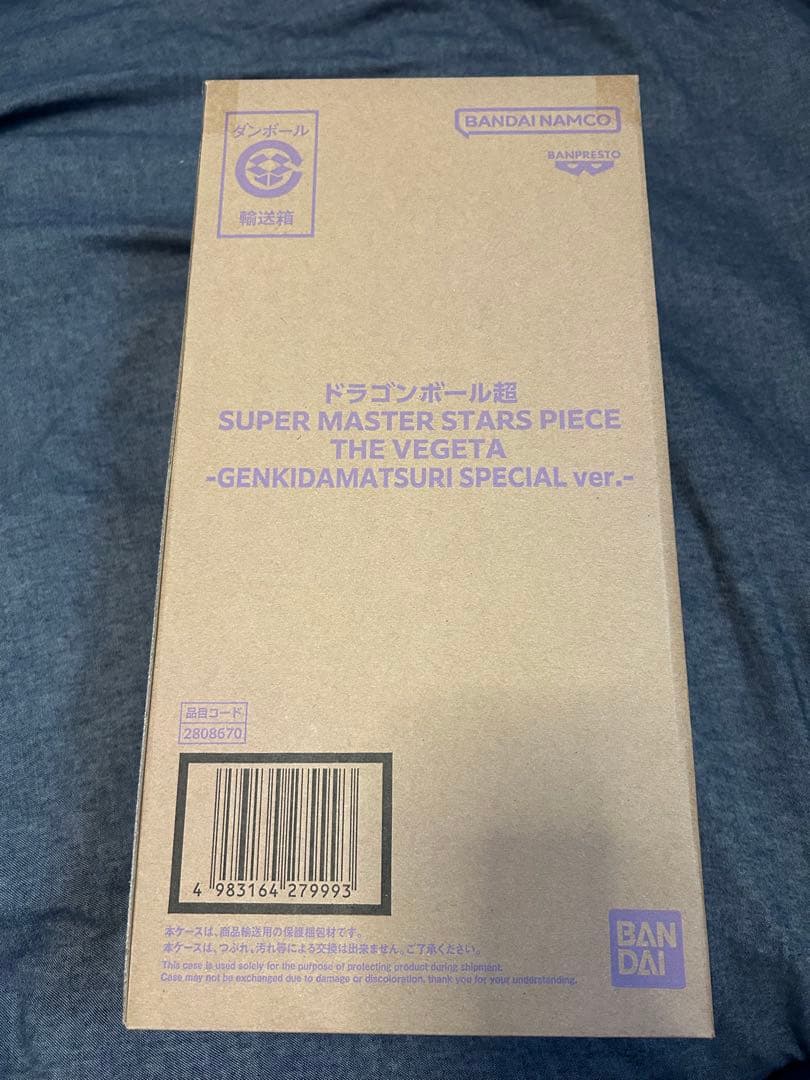 ダンボール
輸送箱
BANDAI NAMCO
BANPRESTO
ドラゴンボール超
SUPER MASTER STARS PIECE
THE VEGETA
-GENKIDAMATSURI SPECIAL ver.-
品目コード
2808670
4 983164 279993
本ケースは、商品輸送用の保護梱包材です。
本ケースは、つぶれ、汚れ等による交換は出来ません。ご了承ください。
This case is used solely for the purpose of protecting product during shipment.
Case may not be exchanged due to damage or discoloration, thank you for your understanding.
BAN
DAI